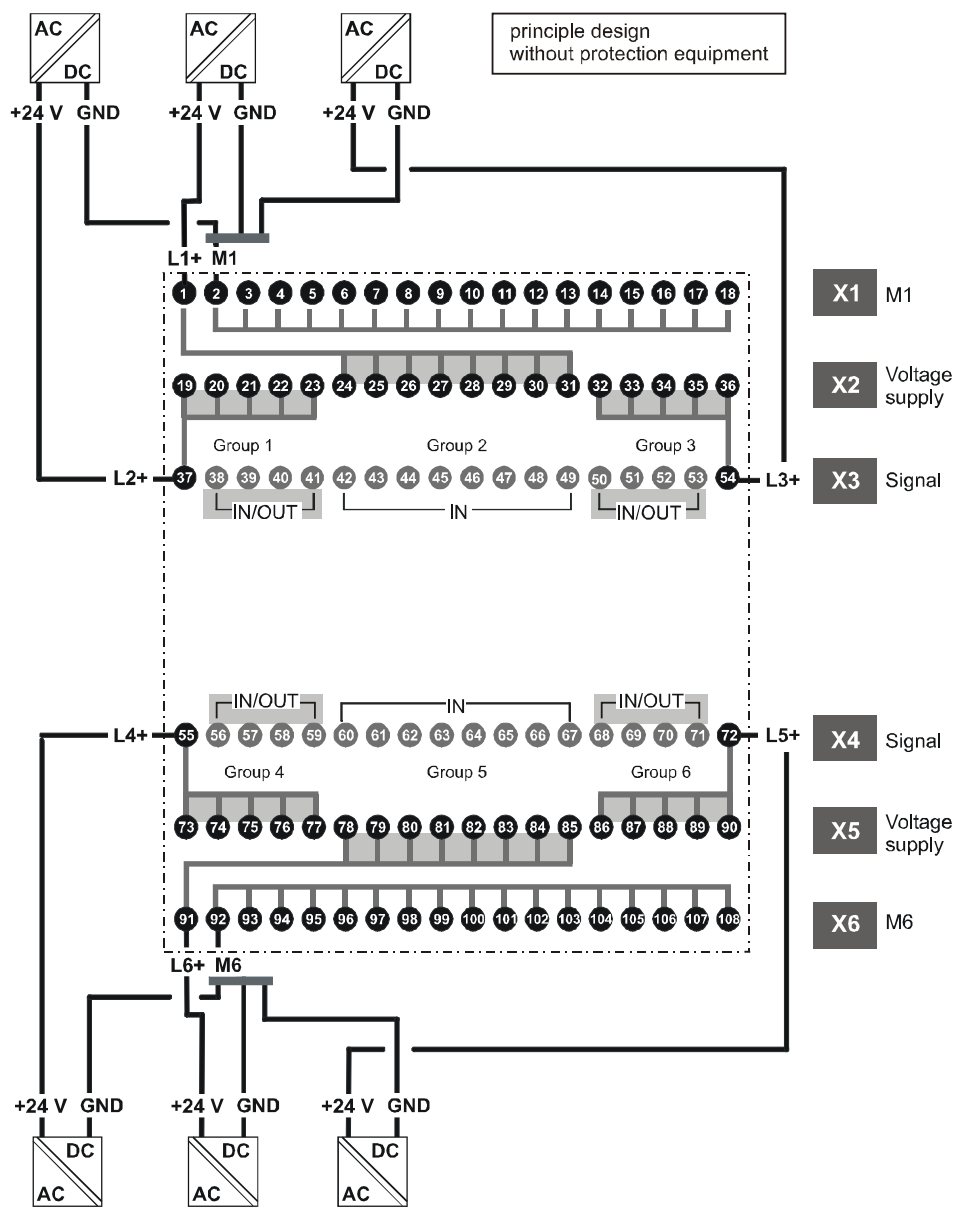 AC AC AC
DC DC DC
principle design
without protection equipment
+24 V GND +24 V GND +24 V GND
L1+ M1
1 2 3 4 5 6 7 8 9 10 11 12 13 14 15 16 17 18
X1 M1
19 20 21 22 23 24 25 26 27 28 29 30 31 32 33 34 35 36
X2 Voltage
supply
Group 1 Group 2 Group 3
L2+ 37 38 39 40 41 42 43 44 45 46 47 48 49 50 51 52 53 54 L3+
X3 Signal
IN/OUT IN IN/OUT
IN/OUT IN IN/OUT
L4+ 55 56 57 58 59 60 61 62 63 64 65 66 67 68 69 70 71 72 L5+
X4 Signal
Group 4 Group 5 Group 6
73 74 75 76 77 78 79 80 81 82 83 84 85 86 87 88 89 90
X5 Voltage
supply
91 92 93 94 95 96 97 98 99 100 101 102 103 104 105 106 107 108
X6 M6
L6+ M6
+24 V GND +24 V GND +24 V GND
DC DC DC
AC AC AC